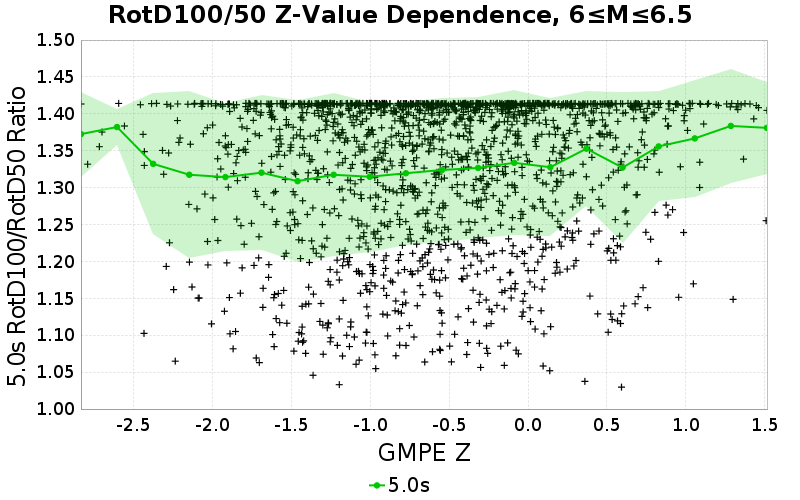 RotD100/50 Z-Value Dependence, 6≤M≤6.5
5.0s RotD100/RotD50 Ratio
1.50
1.45
1.40
1.35
1.30
1.25
1.20
1.15
1.10
1.05
1.00
-2.5 -2.0 -1.5 -1.0 -0.5 0.0 0.5 1.0 1.5
GMPE Z
5.0s